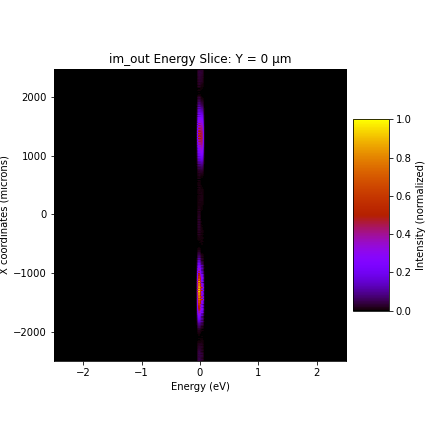 im_out Energy Slice: Y = 0 μm
2000
1000
0
−1000
−2000
X coordinates (microns)
−2 −1 0 1 2
Energy (eV)
1.0
0.8
0.6
0.4
0.2
0.0
Intensity (normalized)